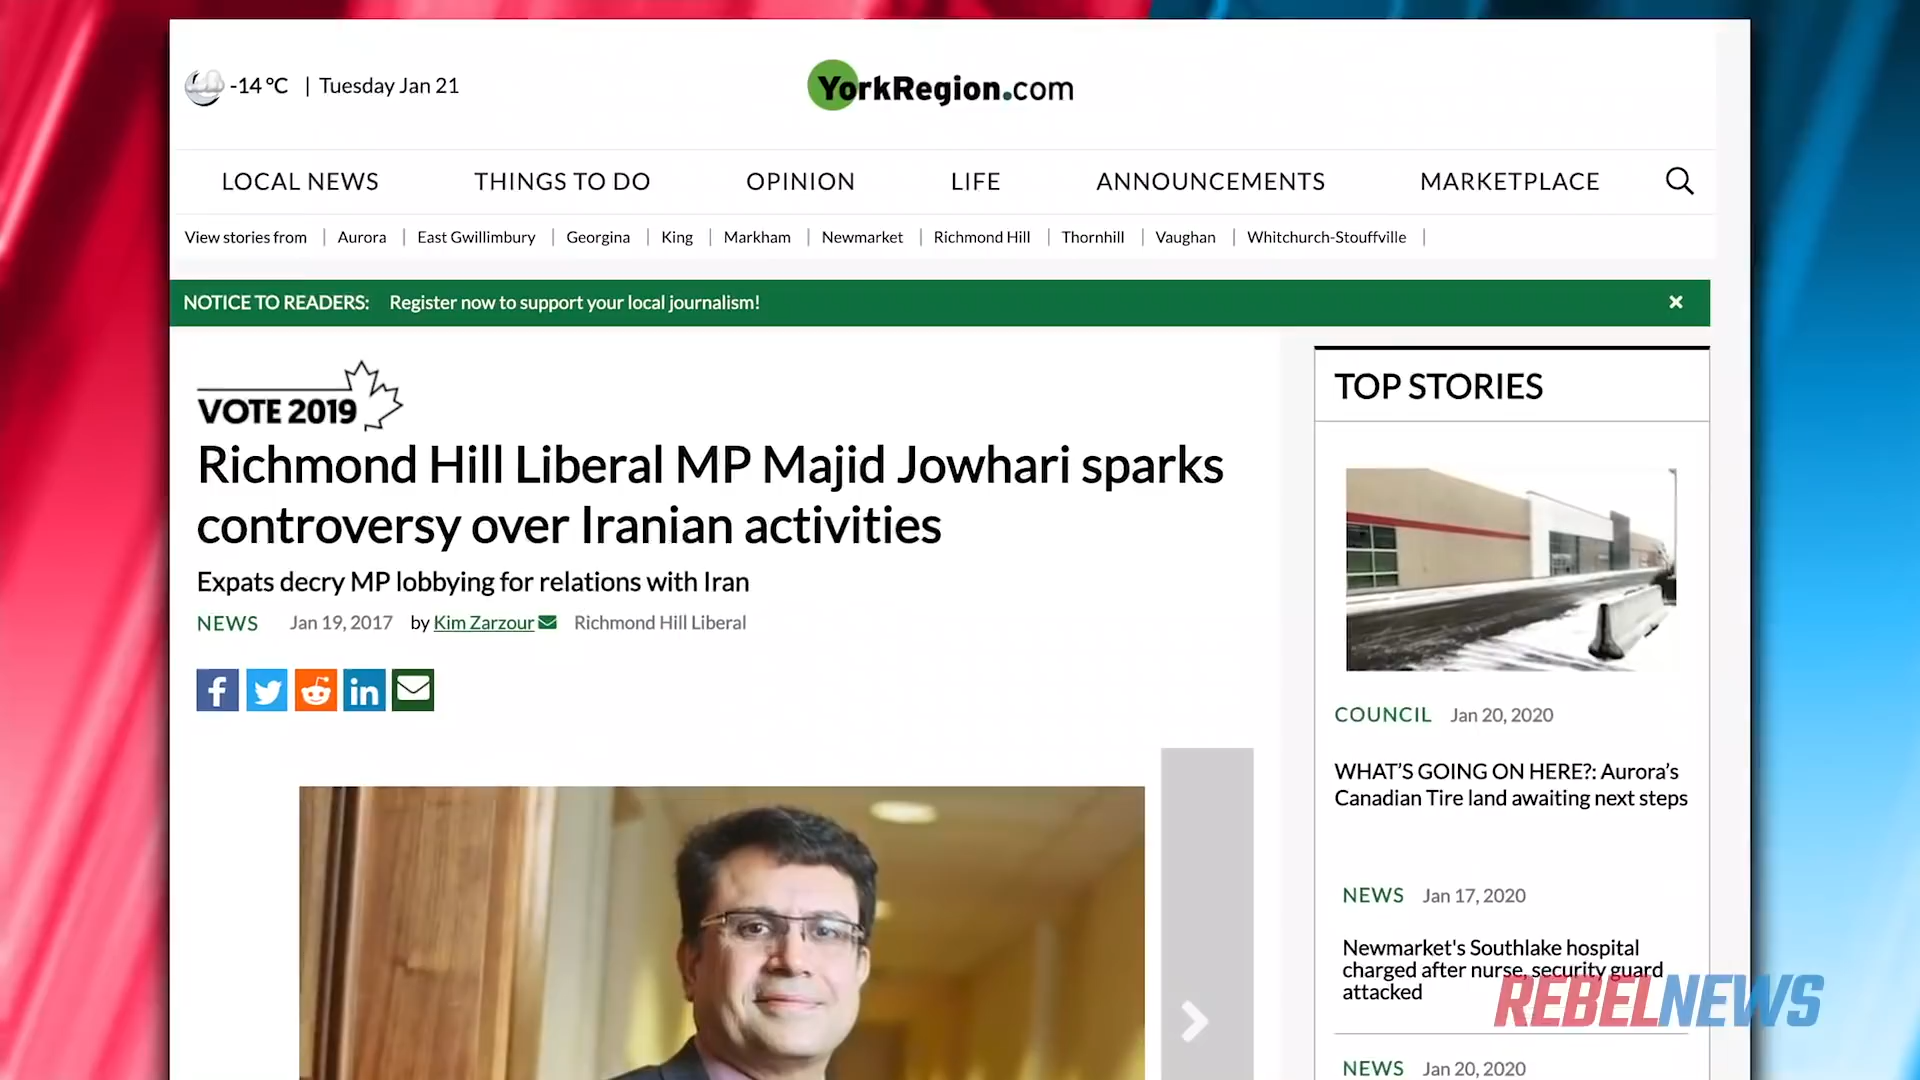 -14 °C | Tuesday Jan 21
YorkRegion.com
LOCAL NEWS THINGS TO DO OPINION LIFE ANNOUNCEMENTS MARKETPLACE
View stories from | Aurora | East Gwillimbury | Georgina | King | Markham | Newmarket | Richmond Hill | Thornhill | Vaughan | Whitchurch-Stouffville |
NOTICE TO READERS: Register now to support your local journalism!
VOTE 2019
Richmond Hill Liberal MP Majid Jowhari sparks
controversy over Iranian activities
Expats decry MP lobbying for relations with Iran
NEWS Jan 19, 2017 by Kim Zarzour Richmond Hill Liberal
TOP STORIES
COUNCIL Jan 20, 2020
WHAT'S GOING ON HERE?: Aurora's
Canadian Tire land awaiting next steps
NEWS Jan 17, 2020
Newmarket's Southlake hospital
charged after nurse, security guard
attacked
NEWS Jan 20, 2020
REBELNEWS